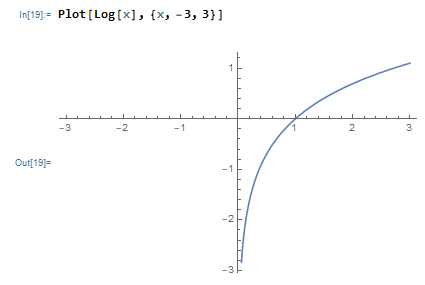 In[19]:= Plot[Log[x], {x, -3, 3}]
1
-3 -2 -1 1 2 3
Out[19]=
-1
-2
-3